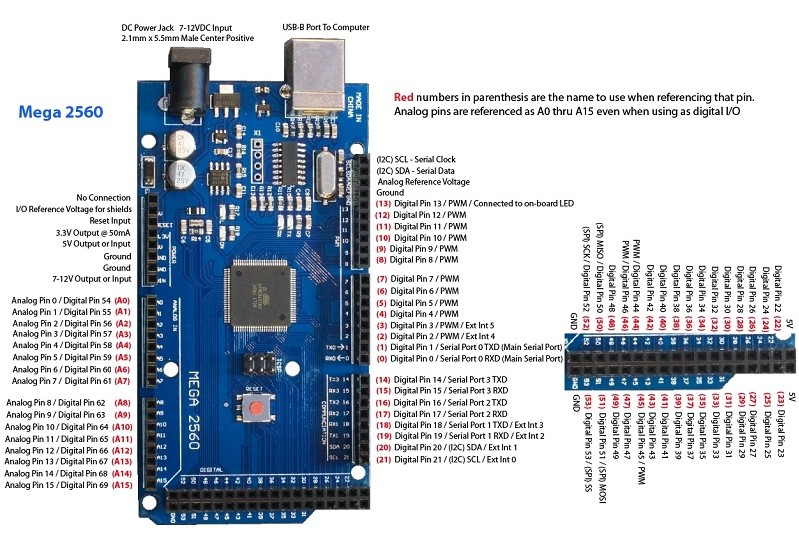 DC Power Jack 7-12VDC Input
2.1mm x 5.5mm Male Center Positive
USB-B Port To Computer
Mega 2560
Red numbers in parenthesis are the name to use when referencing that pin.
Analog pins are referenced as A0 thru A15 even when using as digital I/O
MADE IN
CHINA
X1
No Connection
I/O Reference Voltage for shields
Reset Input
3.3V Output @ 50mA
5V Output or Input
Ground
Ground
7-12V Output or Input
Analog Pin 0 / Digital Pin 54 (A0)
Analog Pin 1 / Digital Pin 55 (A1)
Analog Pin 2 / Digital Pin 56 (A2)
Analog Pin 3 / Digital Pin 57 (A3)
Analog Pin 4 / Digital Pin 58 (A4)
Analog Pin 5 / Digital Pin 59 (A5)
Analog Pin 6 / Digital Pin 60 (A6)
Analog Pin 7 / Digital Pin 61 (A7)
Analog Pin 8 / Digital Pin 62 (A8)
Analog Pin 9 / Digital Pin 63 (A9)
Analog Pin 10 / Digital Pin 64 (A10)
Analog Pin 11 / Digital Pin 65 (A11)
Analog Pin 12 / Digital Pin 66 (A12)
Analog Pin 13 / Digital Pin 67 (A13)
Analog Pin 14 / Digital Pin 68 (A14)
Analog Pin 15 / Digital Pin 69 (A15)
POWER
ANALOG IN
PWM
TXO
RXO
ICSP
RESET
MEGA 2560
COMMUNICATION
DIGITAL
(I2C) SCL - Serial Clock
(I2C) SDA - Serial Data
Analog Reference Voltage
Ground
(13) Digital Pin 13 / PWM / Connected to on-board LED
(12) Digital Pin 12 / PWM
(11) Digital Pin 11 / PWM
(10) Digital Pin 10 / PWM
(9) Digital Pin 9 / PWM
(8) Digital Pin 8 / PWM
(7) Digital Pin 7 / PWM
(6) Digital Pin 6 / PWM
(5) Digital Pin 5 / PWM
(4) Digital Pin 4 / PWM
(3) Digital Pin 3 / PWM / Ext Int 5
(2) Digital Pin 2 / PWM / Ext Int 4
(1) Digital Pin 1 / Serial Port 0 TXD (Main Serial Port)
(0) Digital Pin 0 / Serial Port 0 RXD (Main Serial Port)
(14) Digital Pin 14 / Serial Port 3 TXD
(15) Digital Pin 15 / Serial Port 3 RXD
(16) Digital Pin 16 / Serial Port 2 TXD
(17) Digital Pin 17 / Serial Port 2 RXD
(18) Digital Pin 18 / Serial Port 1 TXD / Ext Int 3
(19) Digital Pin 19 / Serial Port 1 RXD / Ext Int 2
(20) Digital Pin 20 / (I2C) SDA / Ext Int 1
(21) Digital Pin 21 / (I2C) SCL / Ext Int 0
GND
(52) (SPI) SCK / Digital Pin 52
(50) (SPI) MISO / Digital Pin 50
(48) Digital Pin 48
(46) PWM / Digital Pin 46
(44) PWM / Digital Pin 44
(42) Digital Pin 42
(40) Digital Pin 40
(38) Digital Pin 38
(36) Digital Pin 36
(34) Digital Pin 34
(32) Digital Pin 32
(30) Digital Pin 30
(28) Digital Pin 28
(26) Digital Pin 26
(24) Digital Pin 24
(22) Digital Pin 22
5V
GND
(53) Digital Pin 53 / (SPI) SS
(51) Digital Pin 51 / (SPI) MOSI
(49) Digital Pin 49
(47) Digital Pin 47
(45) Digital Pin 45 / PWM
(43) Digital Pin 43
(41) Digital Pin 41
(39) Digital Pin 39
(37) Digital Pin 37
(35) Digital Pin 35
(33) Digital Pin 33
(31) Digital Pin 31
(29) Digital Pin 29
(27) Digital Pin 27
(25) Digital Pin 25
(23) Digital Pin 23
5V